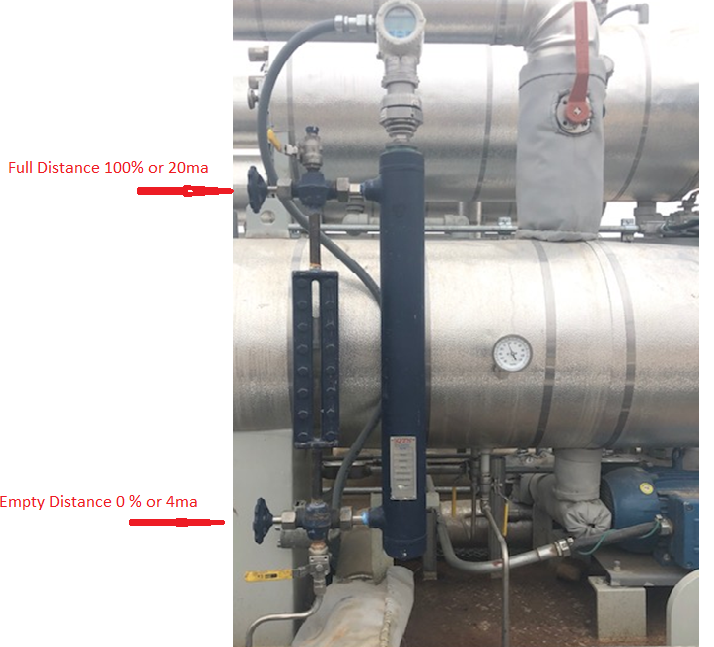 Full Distance 100% or 20ma
Empty Distance 0 % or 4ma